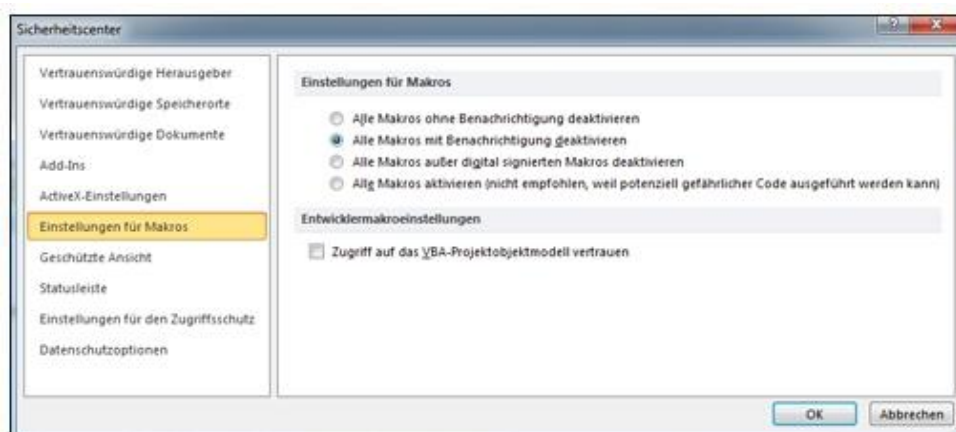 Sicherheitscenter
Vertrauenswürdige Herausgeber
Vertrauenswürdige Speicherorte
Vertrauenswürdige Dokumente
Add-Ins
ActiveX-Einstellungen
Einstellungen für Makros
Geschützte Ansicht
Statusleiste
Einstellungen für den Zugriffsschutz
Datenschutzoptionen
Einstellungen für Makros
Alle Makros ohne Benachrichtigung deaktivieren
Alle Makros mit Benachrichtigung deaktivieren
Alle Makros außer digital signierten Makros deaktivieren
Alle Makros aktivieren (nicht empfohlen, weil potenziell gefährlicher Code ausgeführt werden kann)
Entwicklermakroeinstellungen
Zugriff auf das VBA-Projektobjektmodell vertrauen
OK
Abbrechen